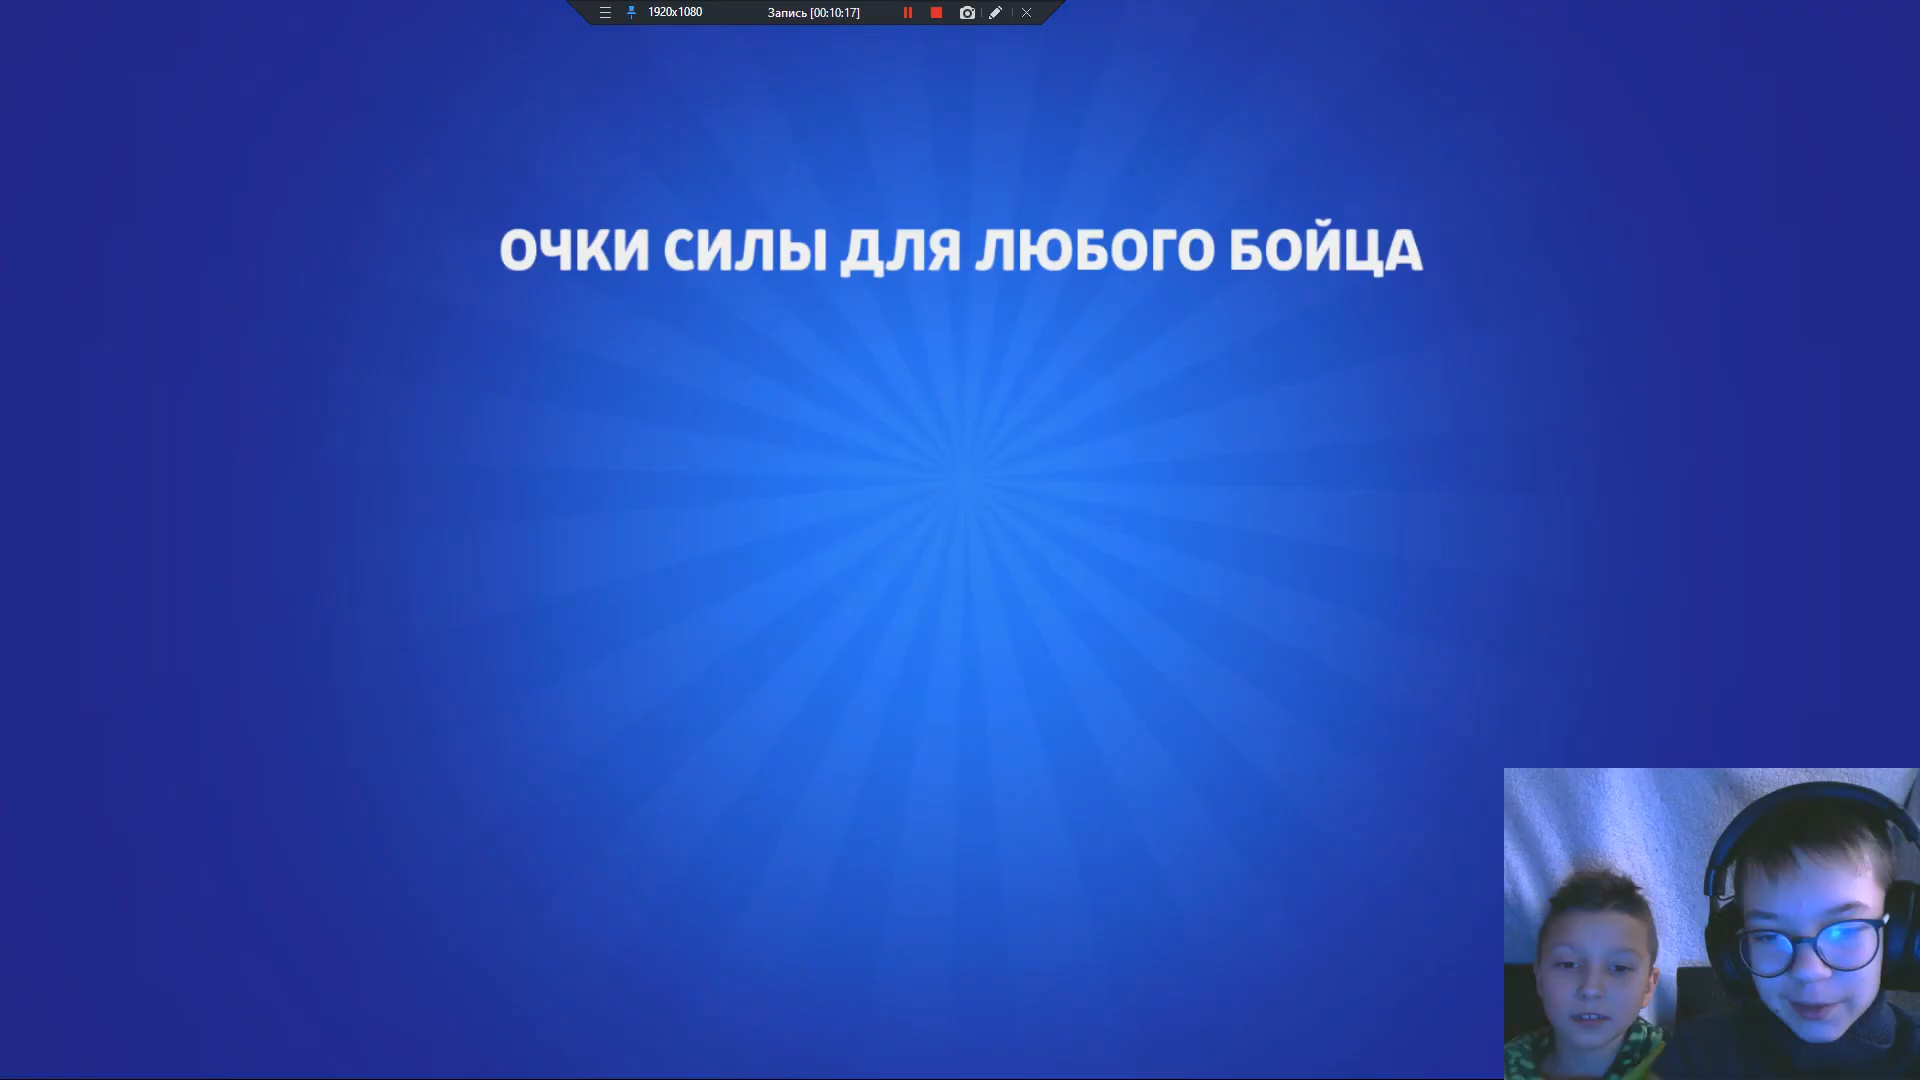 1920x1080 Запись [00:10:17]
ОЧКИ СИЛЫ ДЛЯ ЛЮБОГО БОЙЦА